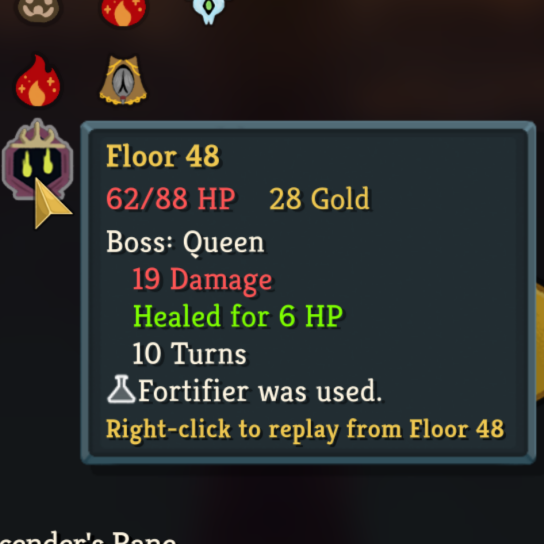 Floor 48
62/88 HP 28 Gold
Boss: Queen
19 Damage
Healed for 6 HP
10 Turns
Fortifier was used.
Right-click to replay from Floor 48